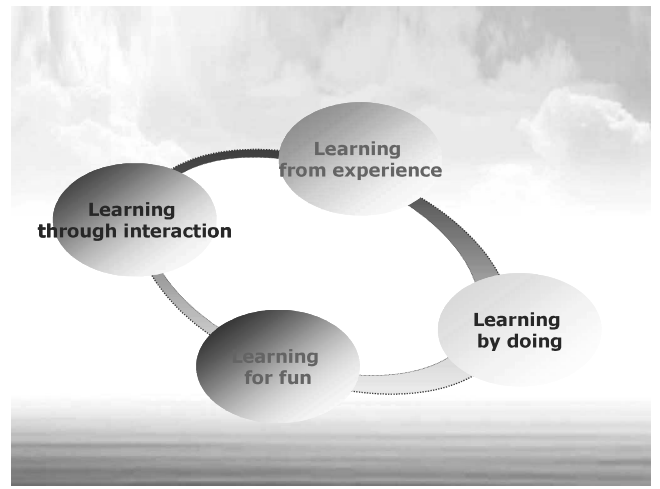 Learning
from experience
Learning
through interaction
Learning
by doing
Learning
for fun